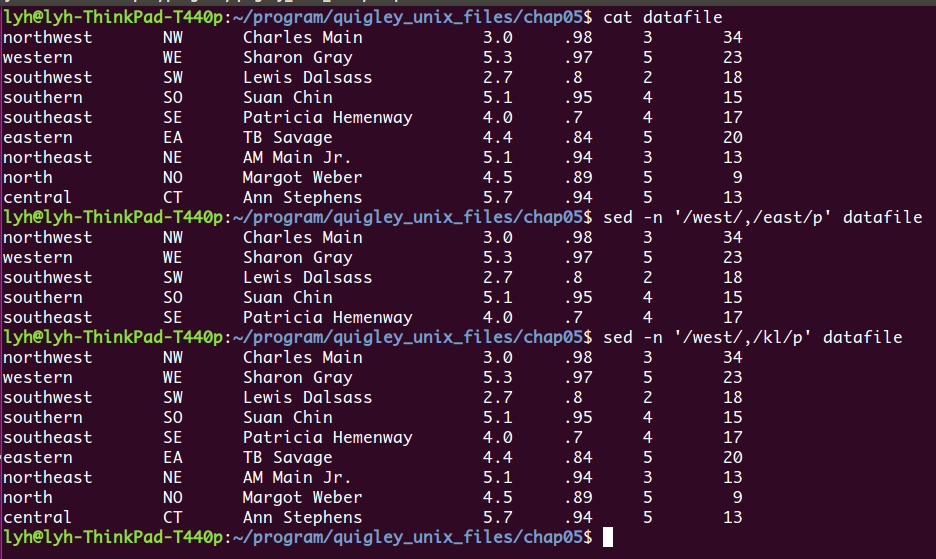 lyh@lyh-ThinkPad-T440p:~/program/quigley_unix_files/chap05$ cat datafile
northwest       NW      Charles Main            3.0     .98     3       34
western         WE      Sharon Gray             5.3     .97     5       23
southwest       SW      Lewis Dalsass           2.7     .8      2       18
southern        SO      Suan Chin               5.1     .95     4       15
southeast       SE      Patricia Hemenway       4.0     .7      4       17
eastern         EA      TB Savage               4.4     .84     5       20
northeast       NE      AM Main Jr.             5.1     .94     3       13
north           NO      Margot Weber            4.5     .89     5        9
central         CT      Ann Stephens            5.7     .94     5       13
lyh@lyh-ThinkPad-T440p:~/program/quigley_unix_files/chap05$ sed -n '/west/,/east/p' datafile
northwest       NW      Charles Main            3.0     .98     3       34
western         WE      Sharon Gray             5.3     .97     5       23
southwest       SW      Lewis Dalsass           2.7     .8      2       18
southern        SO      Suan Chin               5.1     .95     4       15
southeast       SE      Patricia Hemenway       4.0     .7      4       17
lyh@lyh-ThinkPad-T440p:~/program/quigley_unix_files/chap05$ sed -n '/west/,/kl/p' datafile
northwest       NW      Charles Main            3.0     .98     3       34
western         WE      Sharon Gray             5.3     .97     5       23
southwest       SW      Lewis Dalsass           2.7     .8      2       18
southern        SO      Suan Chin               5.1     .95     4       15
southeast       SE      Patricia Hemenway       4.0     .7      4       17
eastern         EA      TB Savage               4.4     .84     5       20
northeast       NE      AM Main Jr.             5.1     .94     3       13
north           NO      Margot Weber            4.5     .89     5        9
central         CT      Ann Stephens            5.7     .94     5       13
lyh@lyh-ThinkPad-T440p:~/program/quigley_unix_files/chap05$